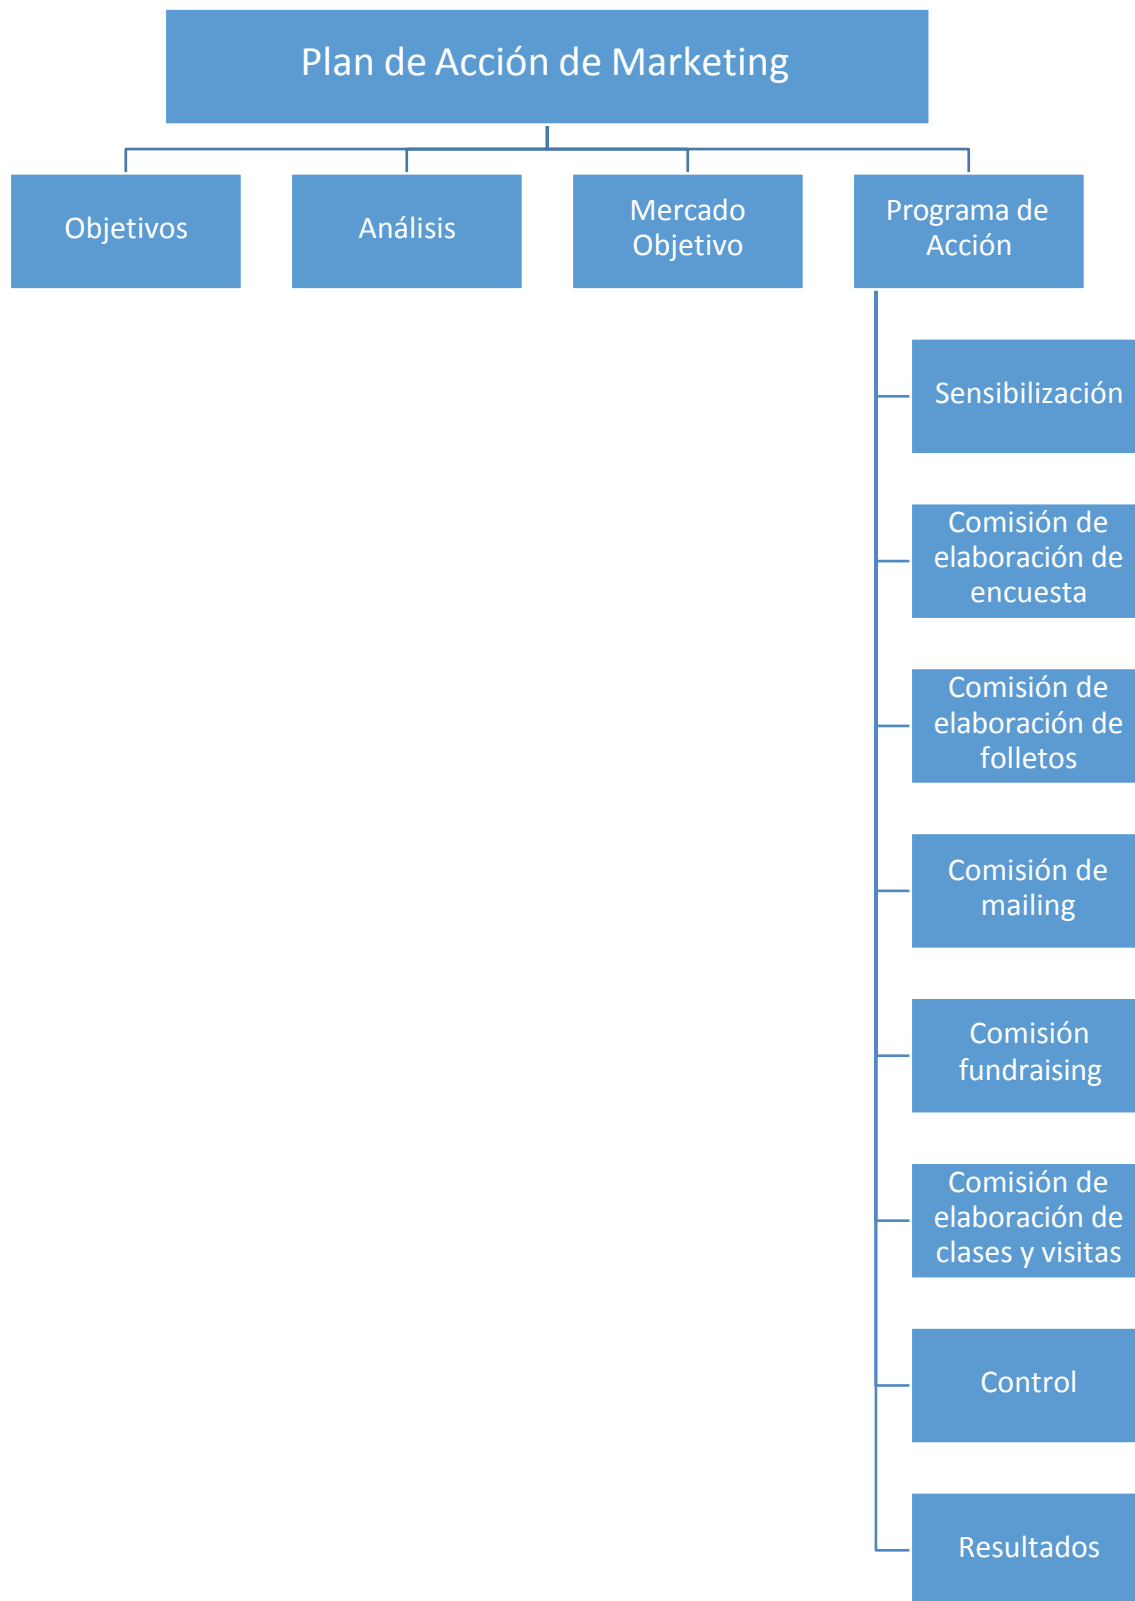 Plan de Acción de Marketing
Objetivos
Análisis
Mercado
Objetivo
Programa de
Acción
Sensibilización
Comisión de
elaboración de
encuesta
Comisión de
elaboración de
folletos
Comisión de
mailing
Comisión
fundraising
Comisión de
elaboración de
clases y visitas
Control
Resultados